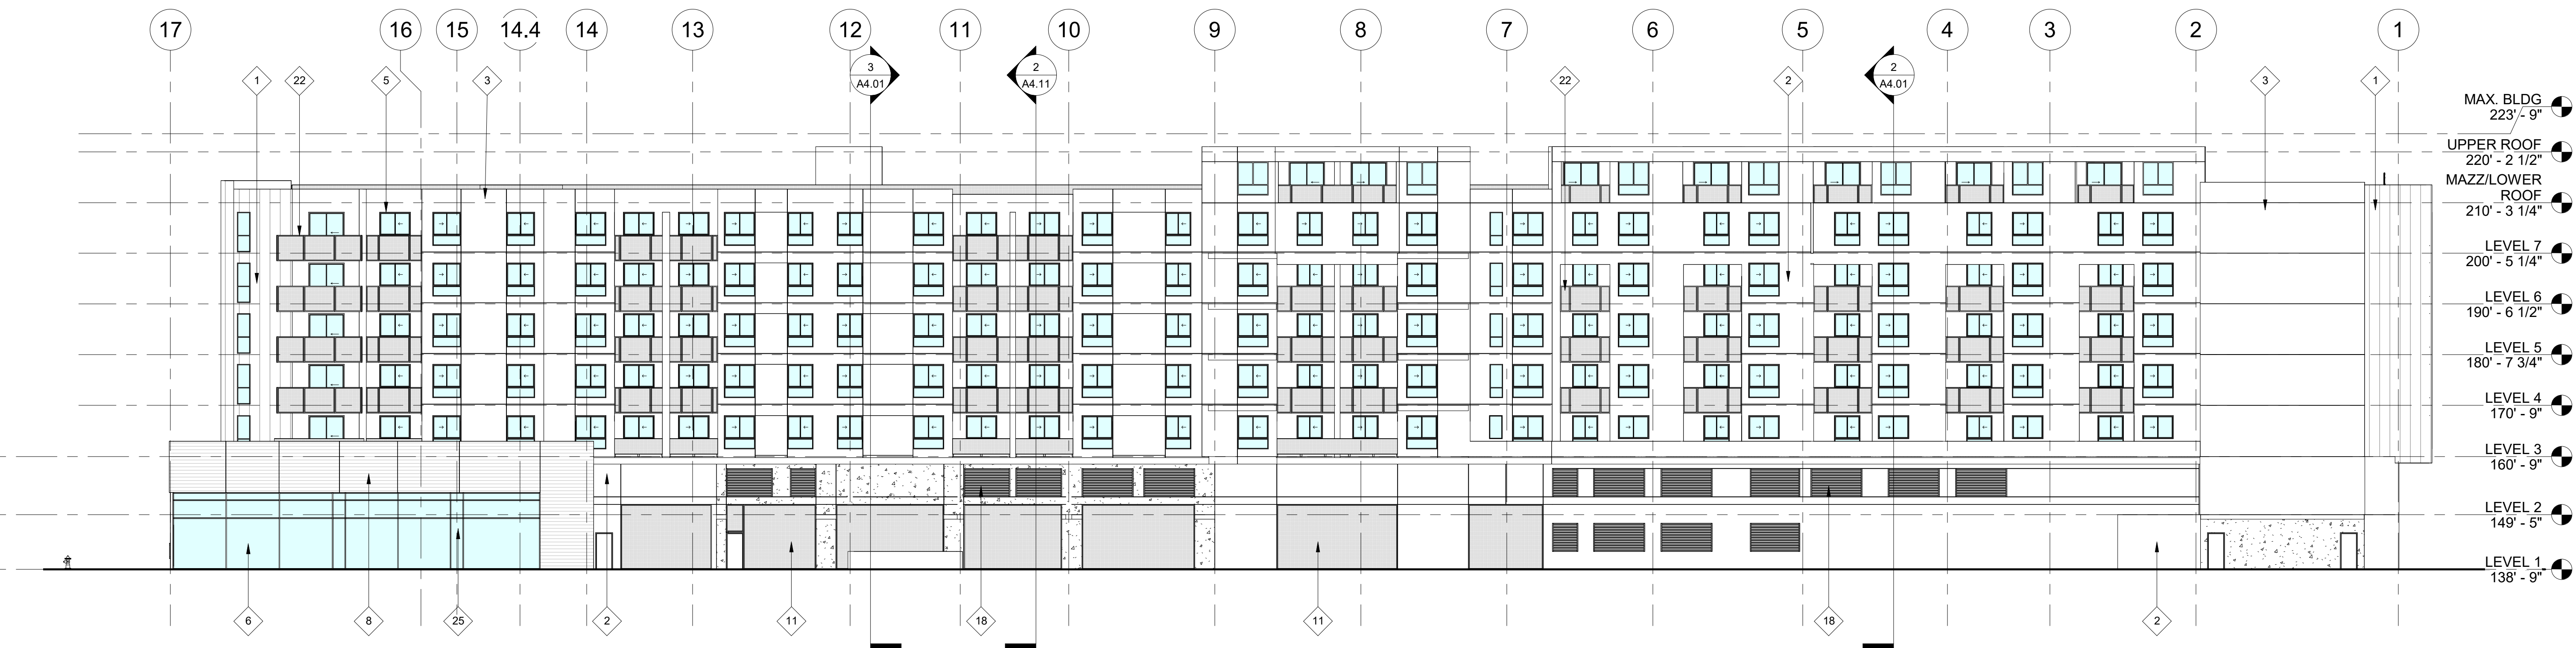 17 16 15 14.4 14 13 12 11 10 9 8 7 6 5 4 3 2 1
3
A4.01
2
A4.11
2
A4.01
1 22 5 3 22 2 3 1
MAX. BLDG
223' - 9"
UPPER ROOF
220' - 2 1/2"
MAZZ/LOWER
ROOF
210' - 3 1/4"
LEVEL 7
200' - 5 1/4"
LEVEL 6
190' - 6 1/2"
LEVEL 5
180' - 7 3/4"
LEVEL 4
170' - 9"
LEVEL 3
160' - 9"
LEVEL 2
149' - 5"
LEVEL 1
138' - 9"
6 8 25 2 11 18 11 18 2